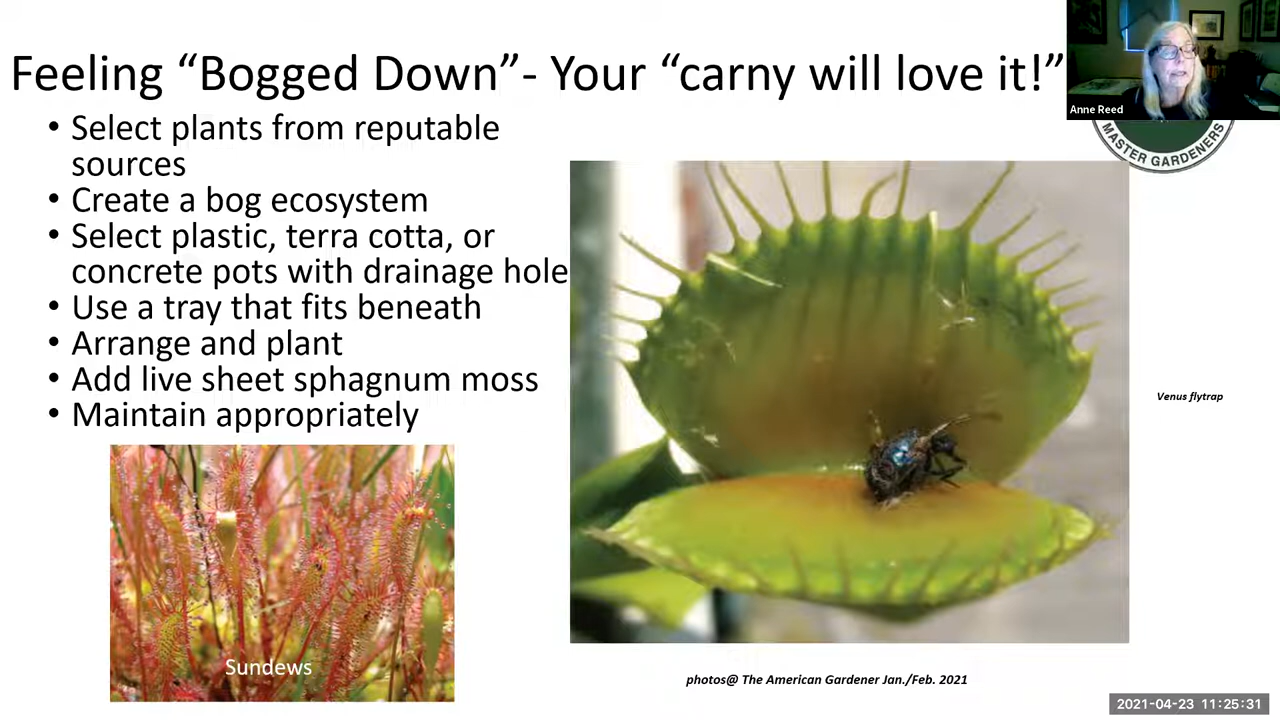 Feeling “Bogged Down”- Your “carny will love it!”
Anne Reed
MASTER GARDENERS
• Select plants from reputable
sources
• Create a bog ecosystem
• Select plastic, terra cotta, or
concrete pots with drainage hole
• Use a tray that fits beneath
• Arrange and plant
• Add live sheet sphagnum moss
• Maintain appropriately
Venus flytrap
Sundews
photos@ The American Gardener Jan./Feb. 2021
2021-04-23 11:25:31